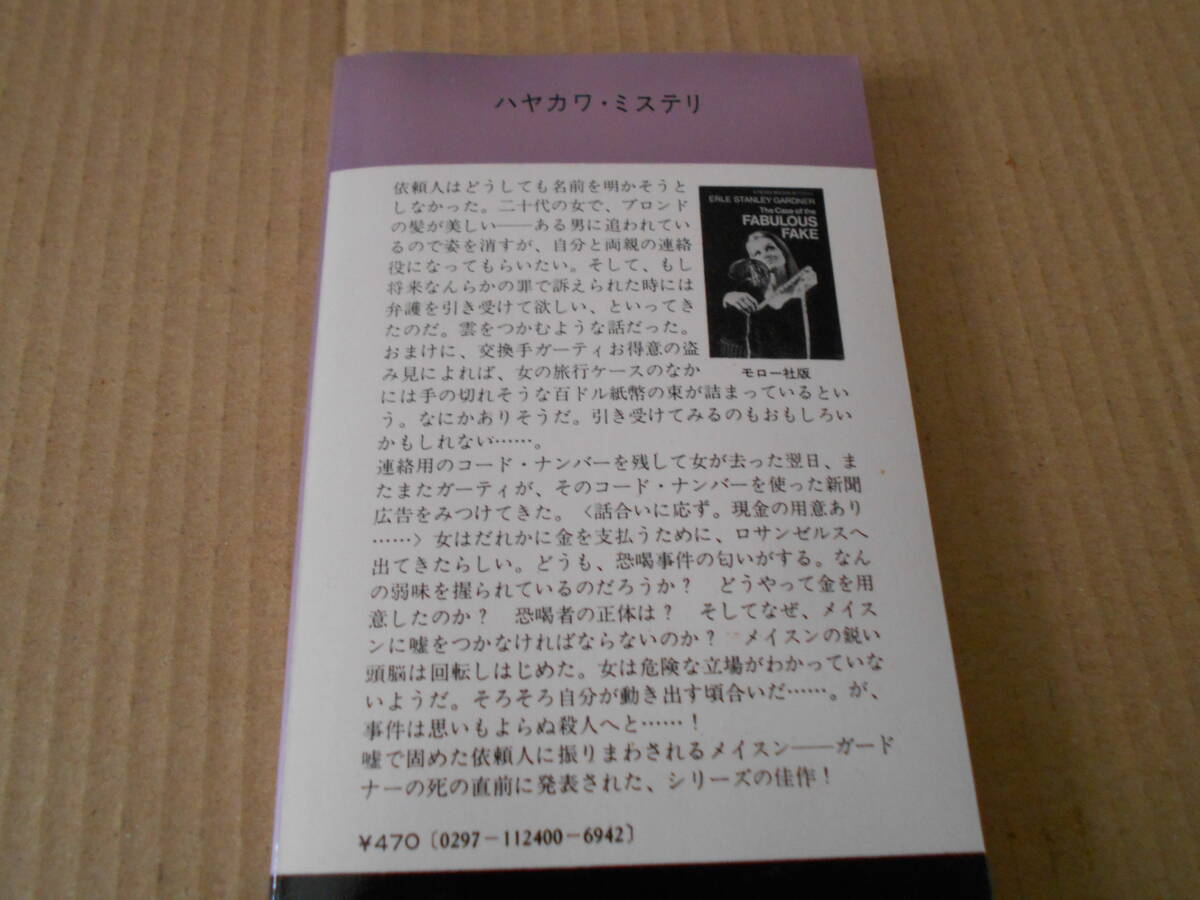 ハヤカワ・ミステリ
依頼人はどうしても名前を明かそうと
しなかった。二十代の女で、ブロンド
の髪が美しい――ある男に追われてい
るので姿を消すが、自分と両親の連絡
役になってもらいたい。そして、もし
将来なんらかの罪で訴えられた時には
弁護を引き受けて欲しい、といってき
たのだ。雲をつかむような話だった。
おまけに、交換手ガーティお得意の盗
み見によれば、女の旅行ケースのなか
には手の切れそうな百ドル紙幣の束が詰まっているとい
う。なにかありそうだ。引き受けてみるのもおもしろい
かもしれない……。
ERLE STANLEY GARDNER
The Case of the
FABULOUS
FAKE
モロー社版
連絡用のコード・ナンバーを残して女が去った翌日、ま
たまたガーティが、そのコード・ナンバーを使った新聞
広告をみつけてきた。〈話合いに応ず。現金の用意あり
……〉女はだれかに金を支払うために、ロサンゼルスへ
出てきたらしい。どうも、恐喝事件の匂いがする。なん
の弱味を握られているのだろうか？　どうやって金を用
意したのか？　恐喝者の正体は？　そしてなぜ、メイス
ンに嘘をつかなければならないのか？　メイスンの鋭い
頭脳は回転しはじめた。女は危険な立場がわかっていな
いようだ。そろそろ自分が動き出す頃合いだ……。が、
事件は思いもよらぬ殺人へと……！
嘘で固めた依頼人に振りまわされるメイスン――ガード
ナーの死の直前に発表された、シリーズの佳作！
¥470〔0297-112400-6942〕